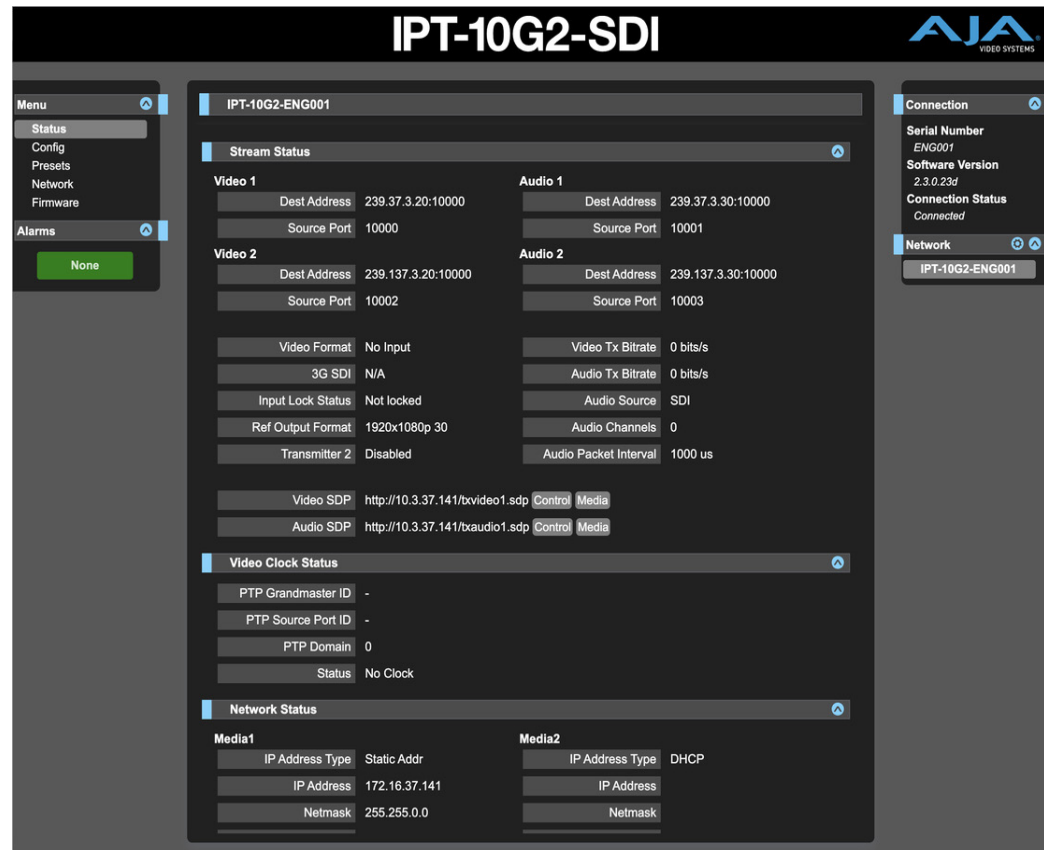 IPT-10G2-SDI
AJA
VIDEO SYSTEMS
Menu
Status
Config
Presets
Network
Firmware
Alarms
None
IPT-10G2-ENG001
Stream Status
Video 1
Dest Address 239.37.3.20:10000
Source Port 10000
Video 2
Dest Address 239.137.3.20:10000
Source Port 10002
Audio 1
Dest Address 239.37.3.30:10000
Source Port 10001
Audio 2
Dest Address 239.137.3.30:10000
Source Port 10003
Video Format No Input
3G SDI N/A
Input Lock Status Not locked
Ref Output Format 1920x1080p 30
Transmitter 2 Disabled
Video Tx Bitrate 0 bits/s
Audio Tx Bitrate 0 bits/s
Audio Source SDI
Audio Channels 0
Audio Packet Interval 1000 us
Video SDP http://10.3.37.141/txvideo1.sdp Control Media
Audio SDP http://10.3.37.141/txaudio1.sdp Control Media
Video Clock Status
PTP Grandmaster ID -
PTP Source Port ID -
PTP Domain 0
Status No Clock
Network Status
Media1
IP Address Type Static Addr
IP Address 172.16.37.141
Netmask 255.255.0.0
Media2
IP Address Type DHCP
IP Address
Netmask
Connection
Serial Number
ENG001
Software Version
2.3.0.23d
Connection Status
Connected
Network
IPT-10G2-ENG001